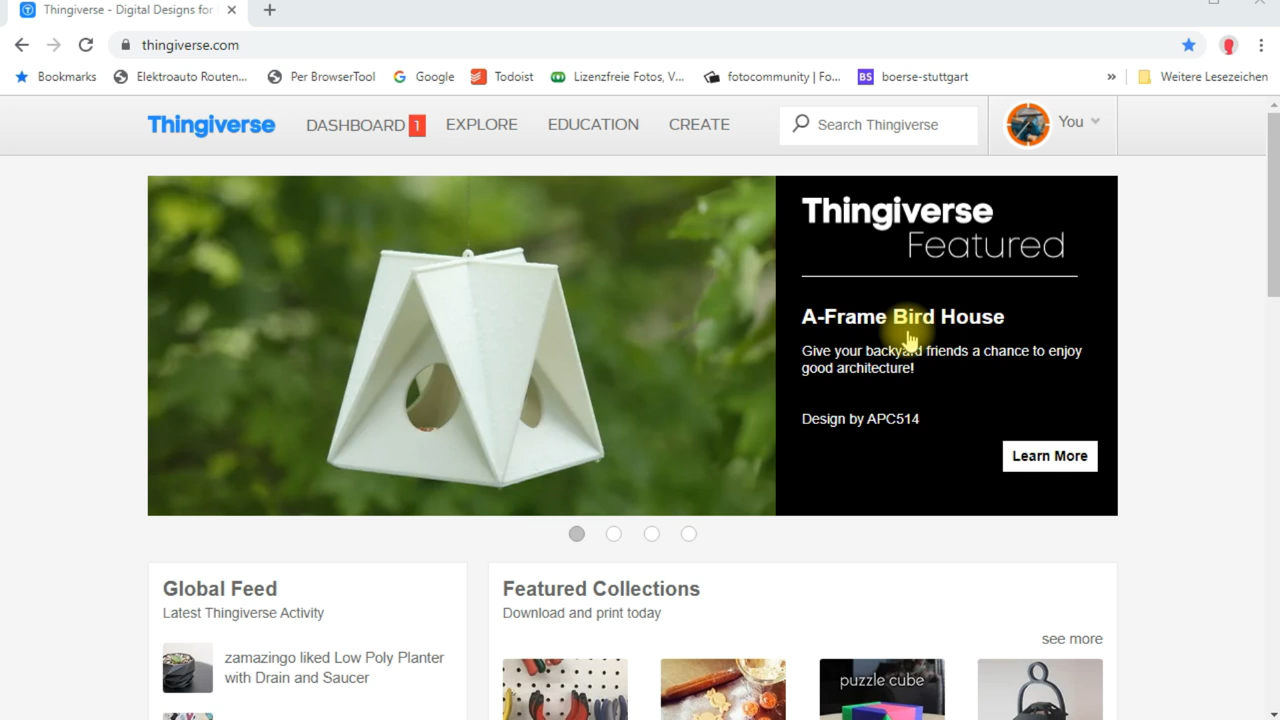 Thingiverse - Digital Designs for
thingiverse.com
Bookmarks
Elektroauto Routen...
Per BrowserTool
Google
Todoist
Lizenzfreie Fotos, V...
fotocommunity | Fo...
BS boerse-stuttgart
»
Weitere Lesezeichen
Thingiverse
DASHBOARD 1
EXPLORE
EDUCATION
CREATE
Search Thingiverse
You
Thingiverse
Featured
A-Frame Bird House
Give your backyard friends a chance to enjoy
good architecture!
Design by APC514
Learn More
Global Feed
Latest Thingiverse Activity
zamazingo liked Low Poly Planter
with Drain and Saucer
Featured Collections
Download and print today
see more
puzzle cube